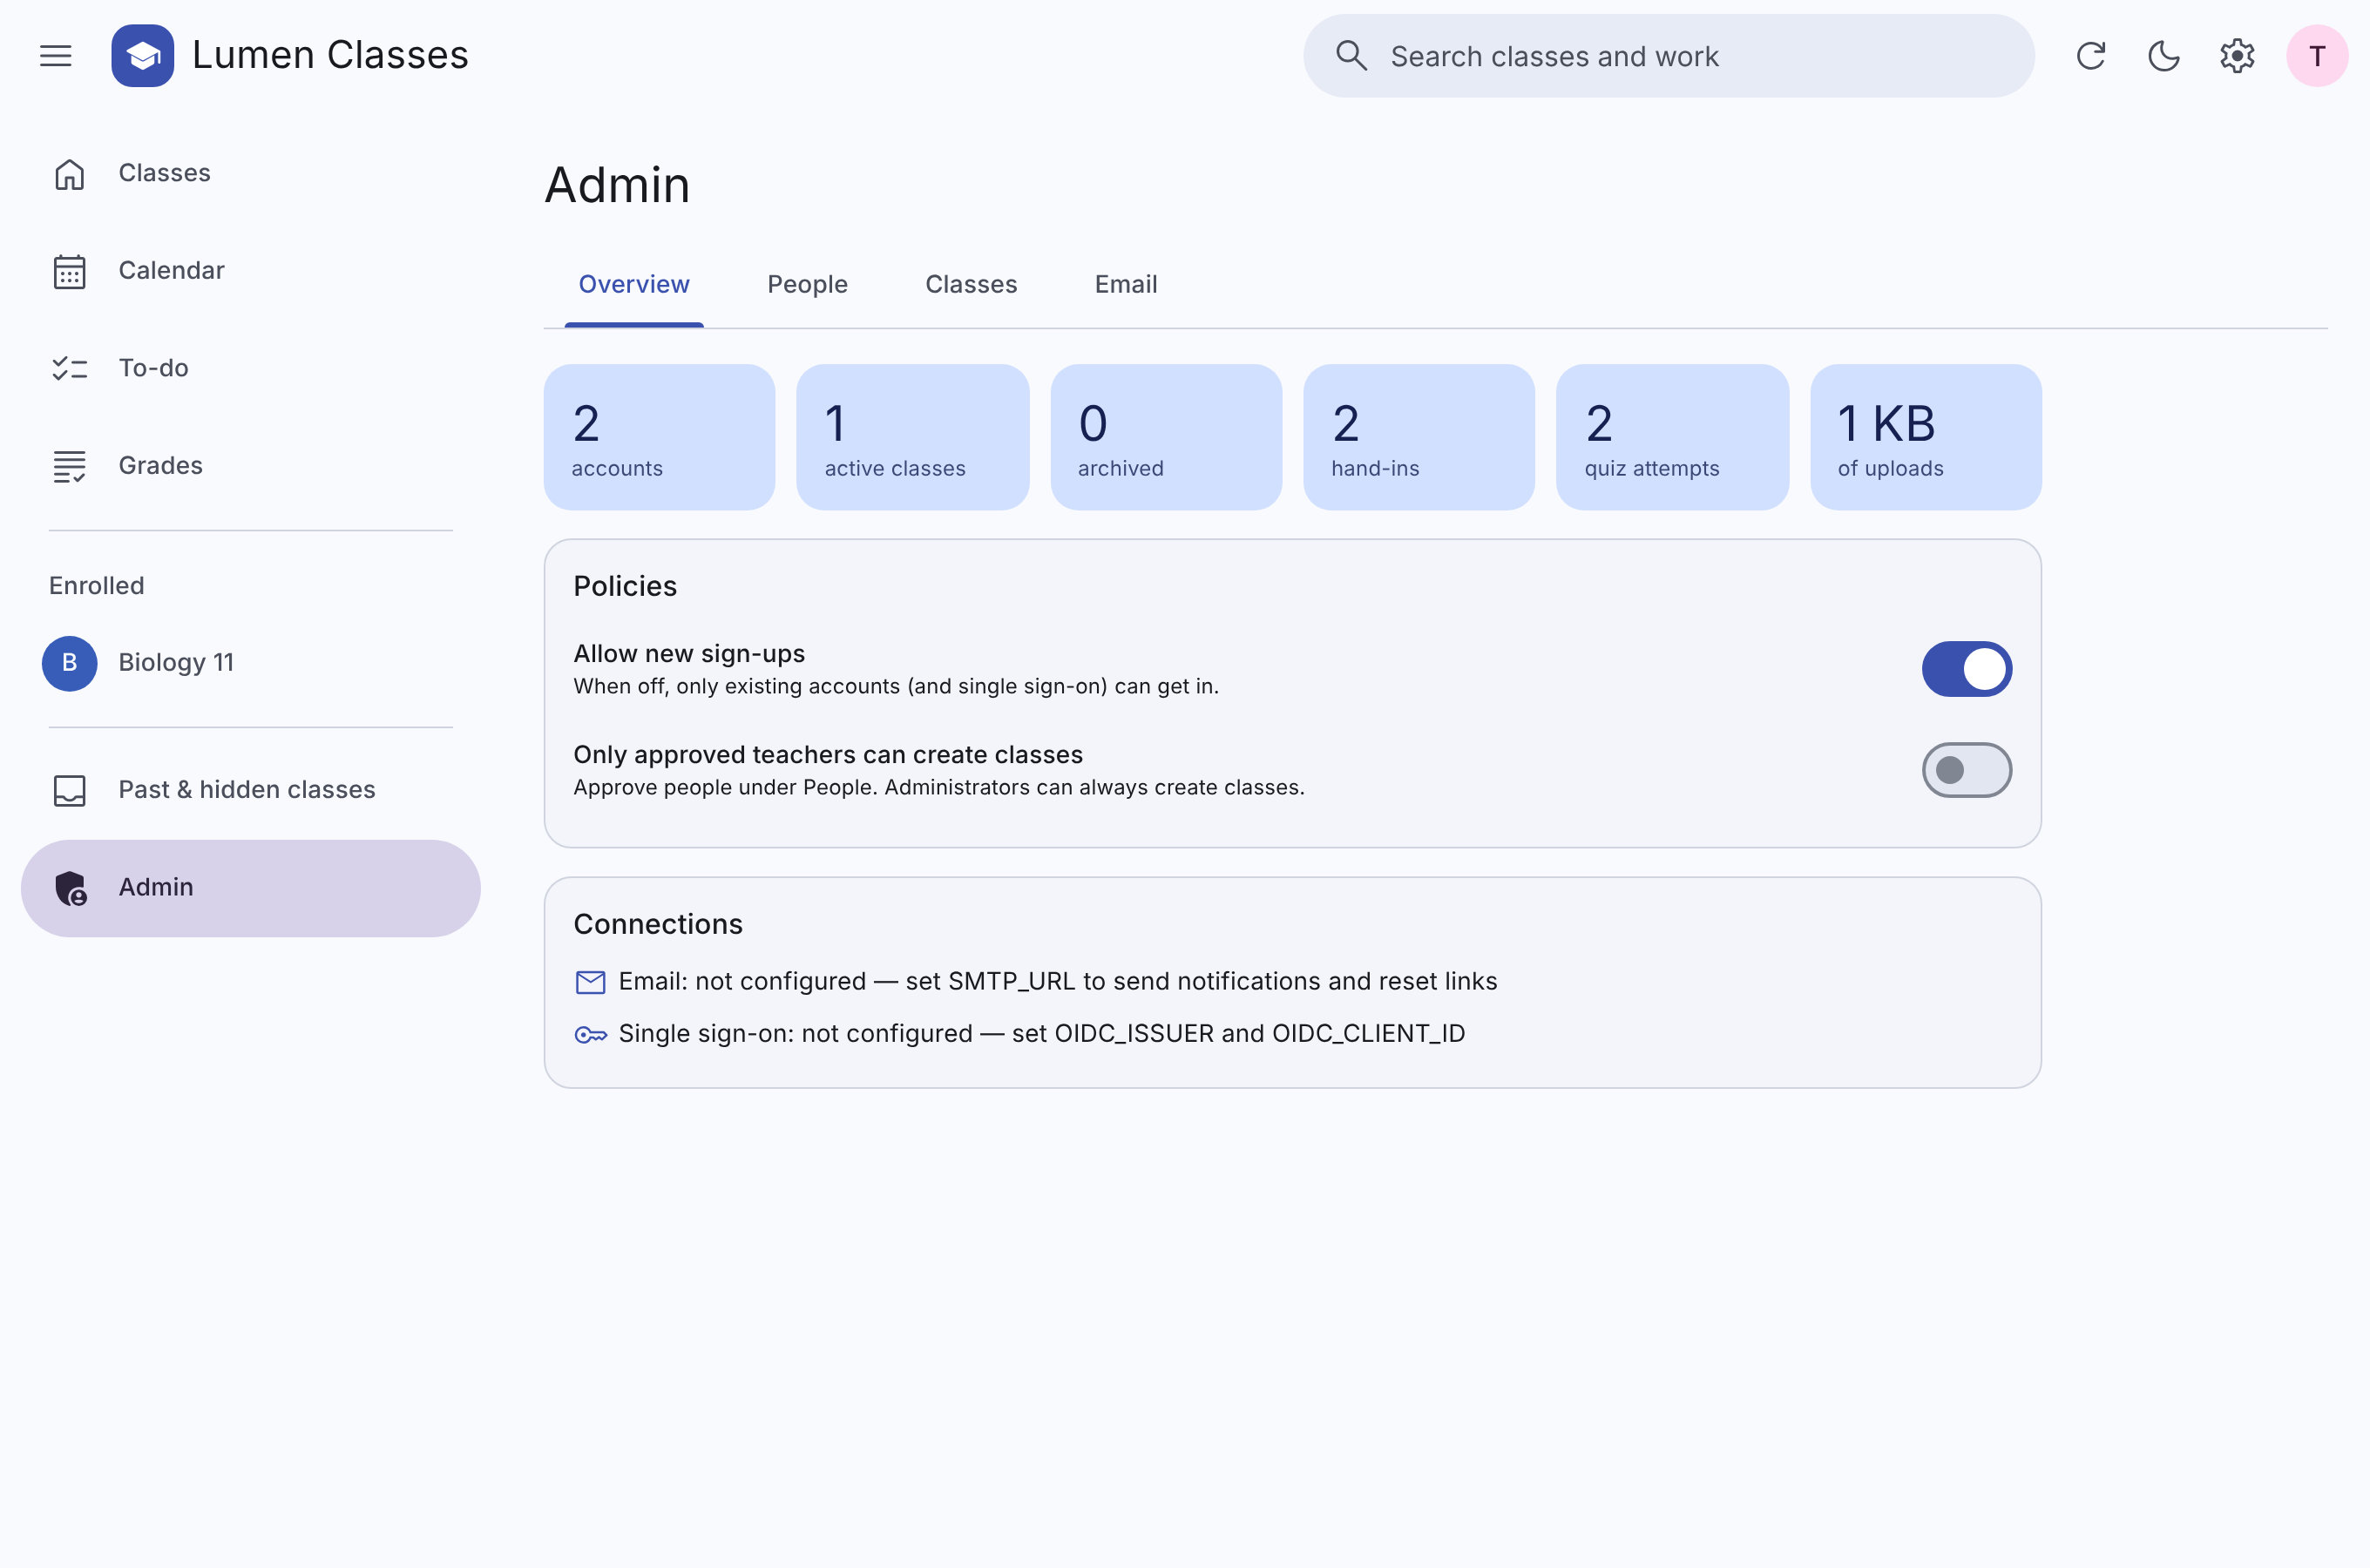 Lumen Classes
Search classes and work
T
Classes
Calendar
To-do
Grades
Enrolled
B
Biology 11
Past & hidden classes
Admin
Admin
Overview
People
Classes
Email
2
accounts
1
active classes
0
archived
2
hand-ins
2
quiz attempts
1 KB
of uploads
Policies
Allow new sign-ups
When off, only existing accounts (and single sign-on) can get in.
Only approved teachers can create classes
Approve people under People. Administrators can always create classes.
Connections
Email: not configured — set SMTP_URL to send notifications and reset links
Single sign-on: not configured — set OIDC_ISSUER and OIDC_CLIENT_ID